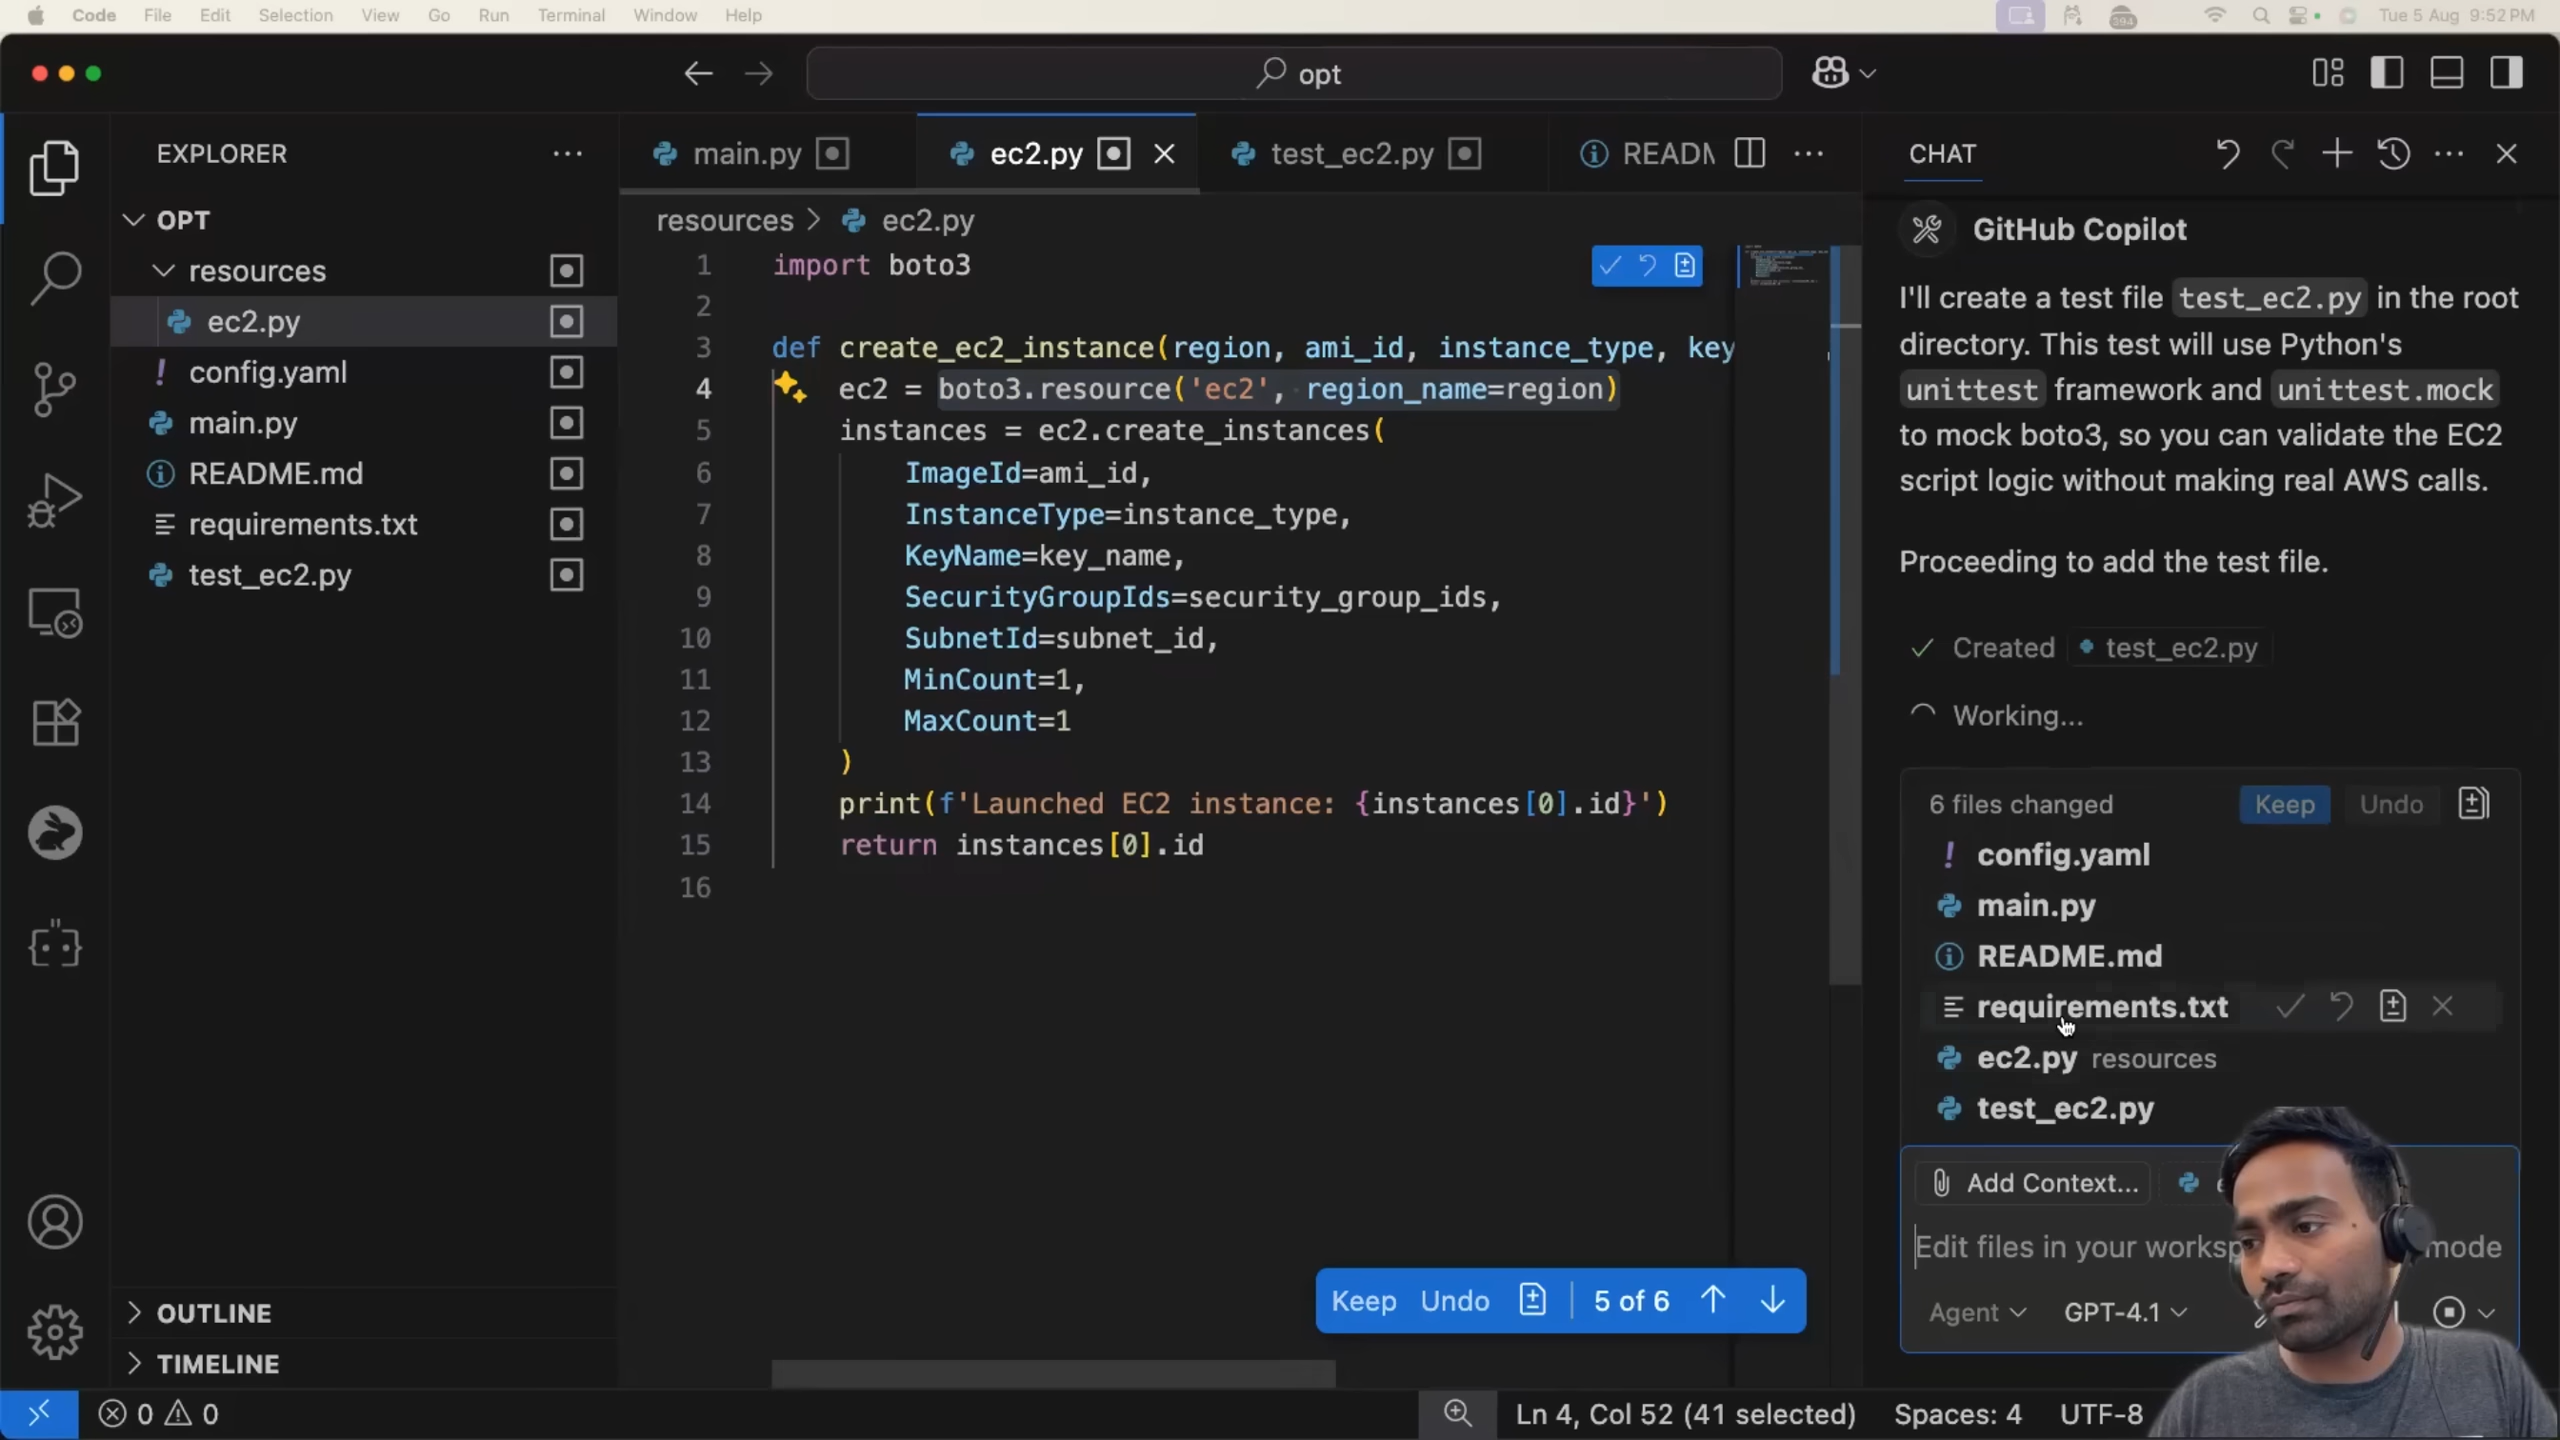 Code File Edit Selection View Go Run Terminal Window Help
394
Tue 5 Aug 9:52 PM
opt
EXPLORER
OPT
resources
ec2.py
config.yaml
main.py
README.md
requirements.txt
test_ec2.py
OUTLINE
TIMELINE
main.py
ec2.py
test_ec2.py
READM
resources > ec2.py
1 import boto3
2
3 def create_ec2_instance(region, ami_id, instance_type, key
4 ec2 = boto3.resource('ec2', region_name=region)
5 instances = ec2.create_instances(
6 ImageId=ami_id,
7 InstanceType=instance_type,
8 KeyName=key_name,
9 SecurityGroupIds=security_group_ids,
10 SubnetId=subnet_id,
11 MinCount=1,
12 MaxCount=1
13 )
14 print(f'Launched EC2 instance: {instances[0].id}')
15 return instances[0].id
16
Keep Undo 5 of 6
CHAT
GitHub Copilot
I'll create a test file test_ec2.py in the root
directory. This test will use Python's
unittest framework and unittest.mock
to mock boto3, so you can validate the EC2
script logic without making real AWS calls.
Proceeding to add the test file.
Created test_ec2.py
Working...
6 files changed Keep Undo
config.yaml
main.py
README.md
requirements.txt
ec2.py resources
test_ec2.py
Add Context...
Edit files in your mode
Agent GPT-4.1
0 0
Ln 4, Col 52 (41 selected) Spaces: 4 UTF-8